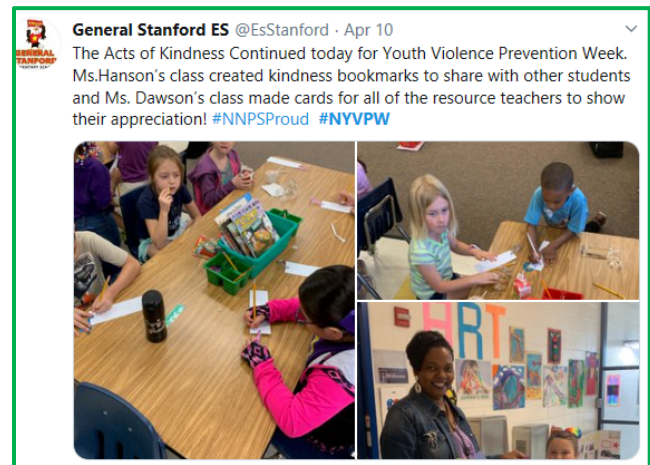 General Stanford ES @EsStanford · Apr 10
The Acts of Kindness Continued today for Youth Violence Prevention Week.
Ms.Hanson's class created kindness bookmarks to share with other students
and Ms. Dawson's class made cards for all of the resource teachers to show
their appreciation! #NNPSProud #NYVPW
GENERAL
STANFORD
ART